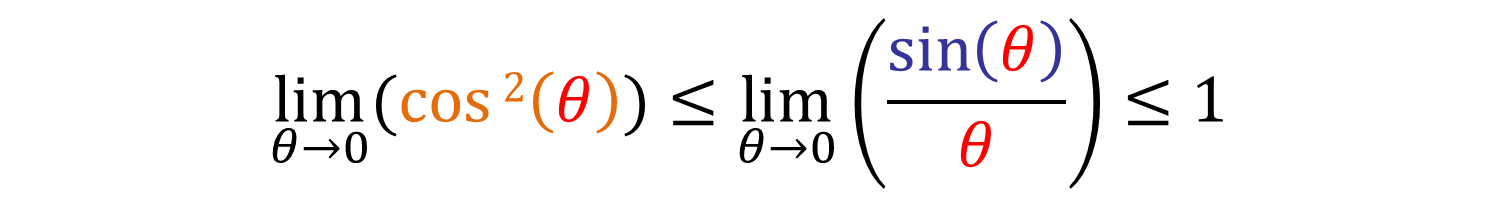 lim θ→0 (cos²(θ)) ≤ lim θ→0 (sin(θ)/θ) ≤ 1